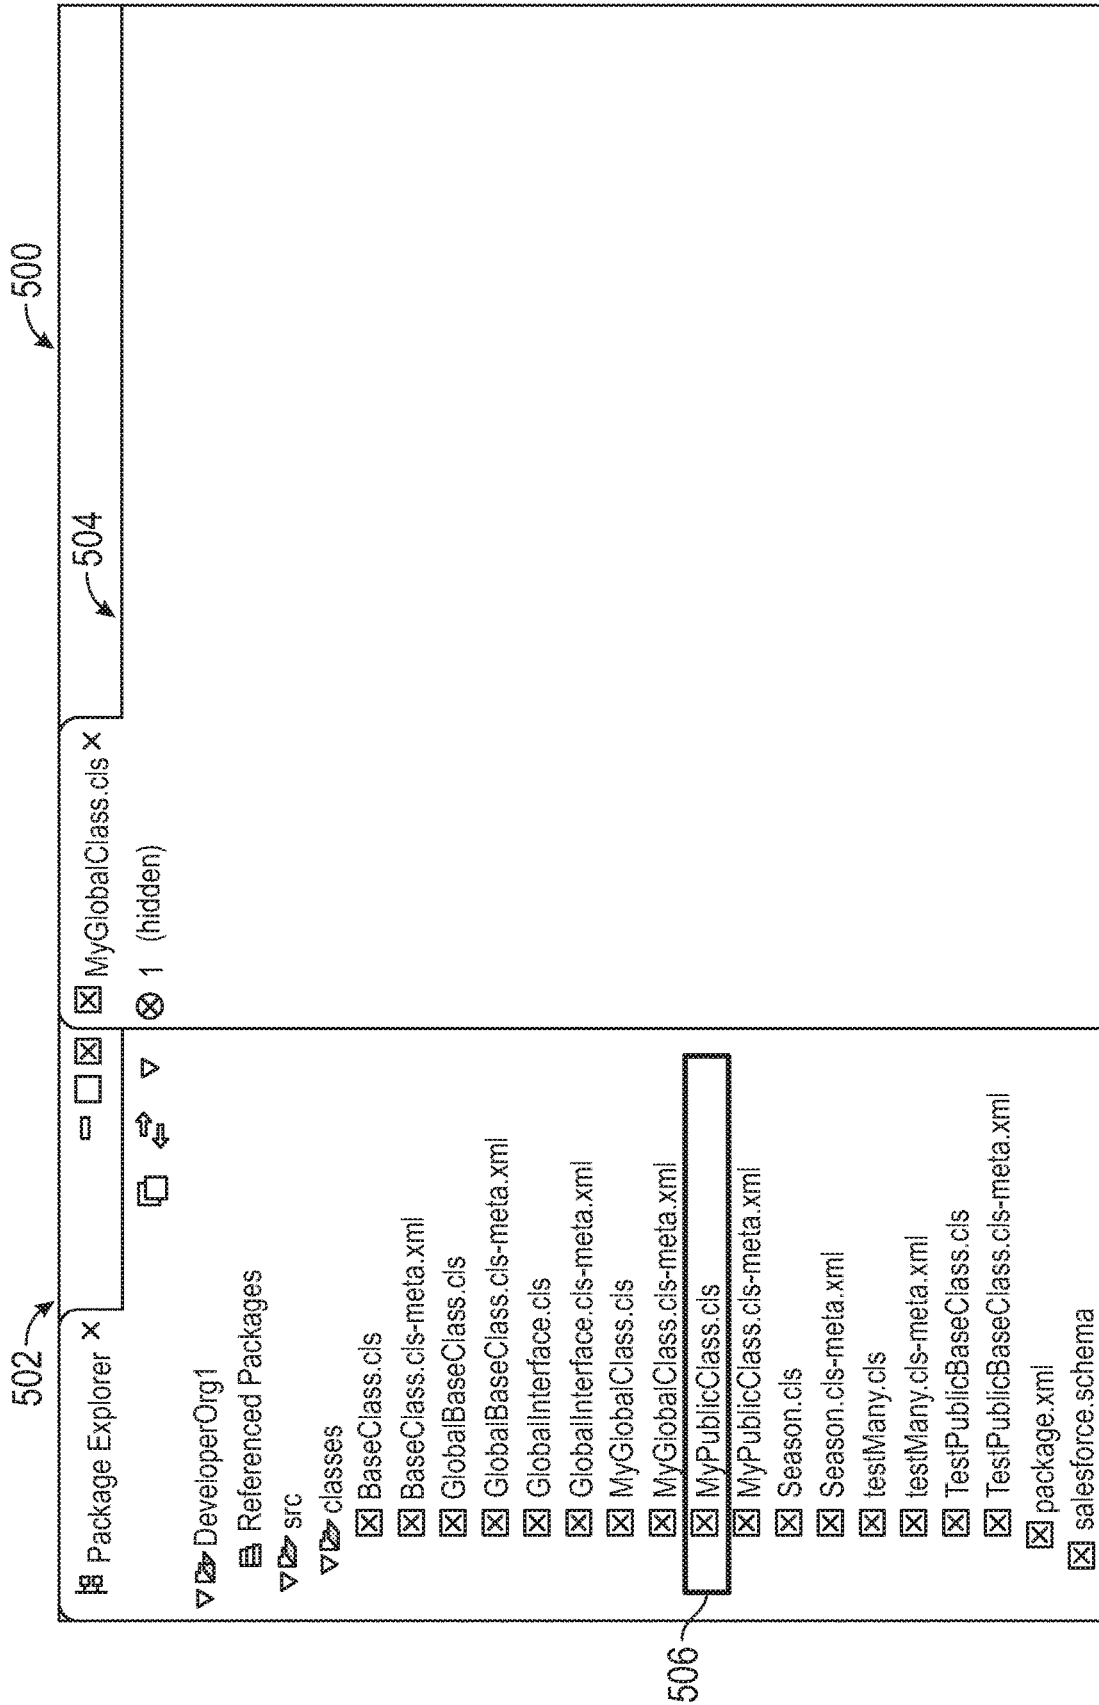 500
502
504
Package Explorer ×
MyGlobalClass.cls ×
1 (hidden)
DeveloperOrg1
Referenced Packages
src
classes
BaseClass.cls
BaseClass.cls-meta.xml
GlobalBaseClass.cls
GlobalBaseClass.cls-meta.xml
GlobalInterface.cls
GlobalInterface.cls-meta.xml
MyGlobalClass.cls
MyGlobalClass.cls-meta.xml
MyPublicClass.cls
MyPublicClass.cls-meta.xml
Season.cls
Season.cls-meta.xml
testMany.cls
testMany.cls-meta.xml
TestPublicBaseClass.cls
TestPublicBaseClass.cls-meta.xml
package.xml
salesforce.schema
506